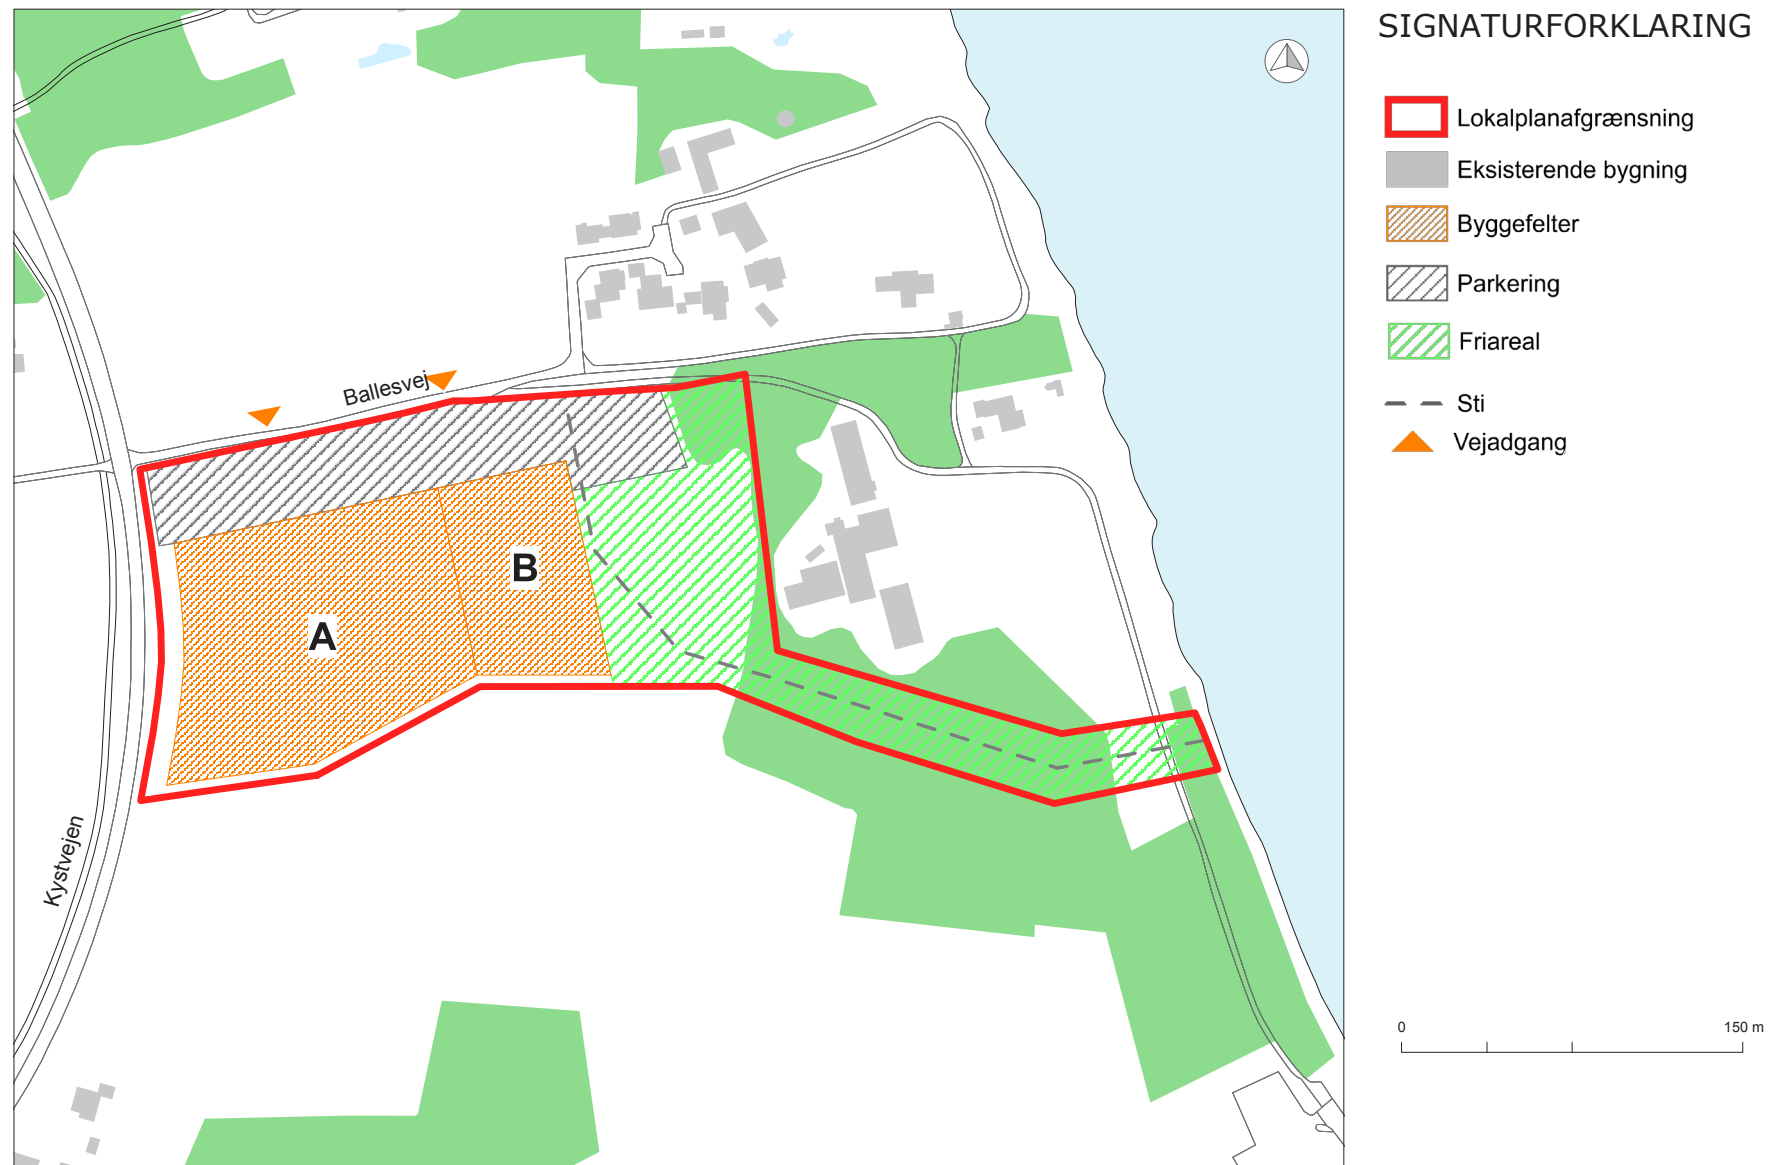 SIGNATURFORKLARING
Lokalplanafgrænsning
Eksisterende bygning
Byggefelter
Parkering
Friareal
Sti
Vejadgang
Ballesvej
A
B
Kystvejen
0 150 m